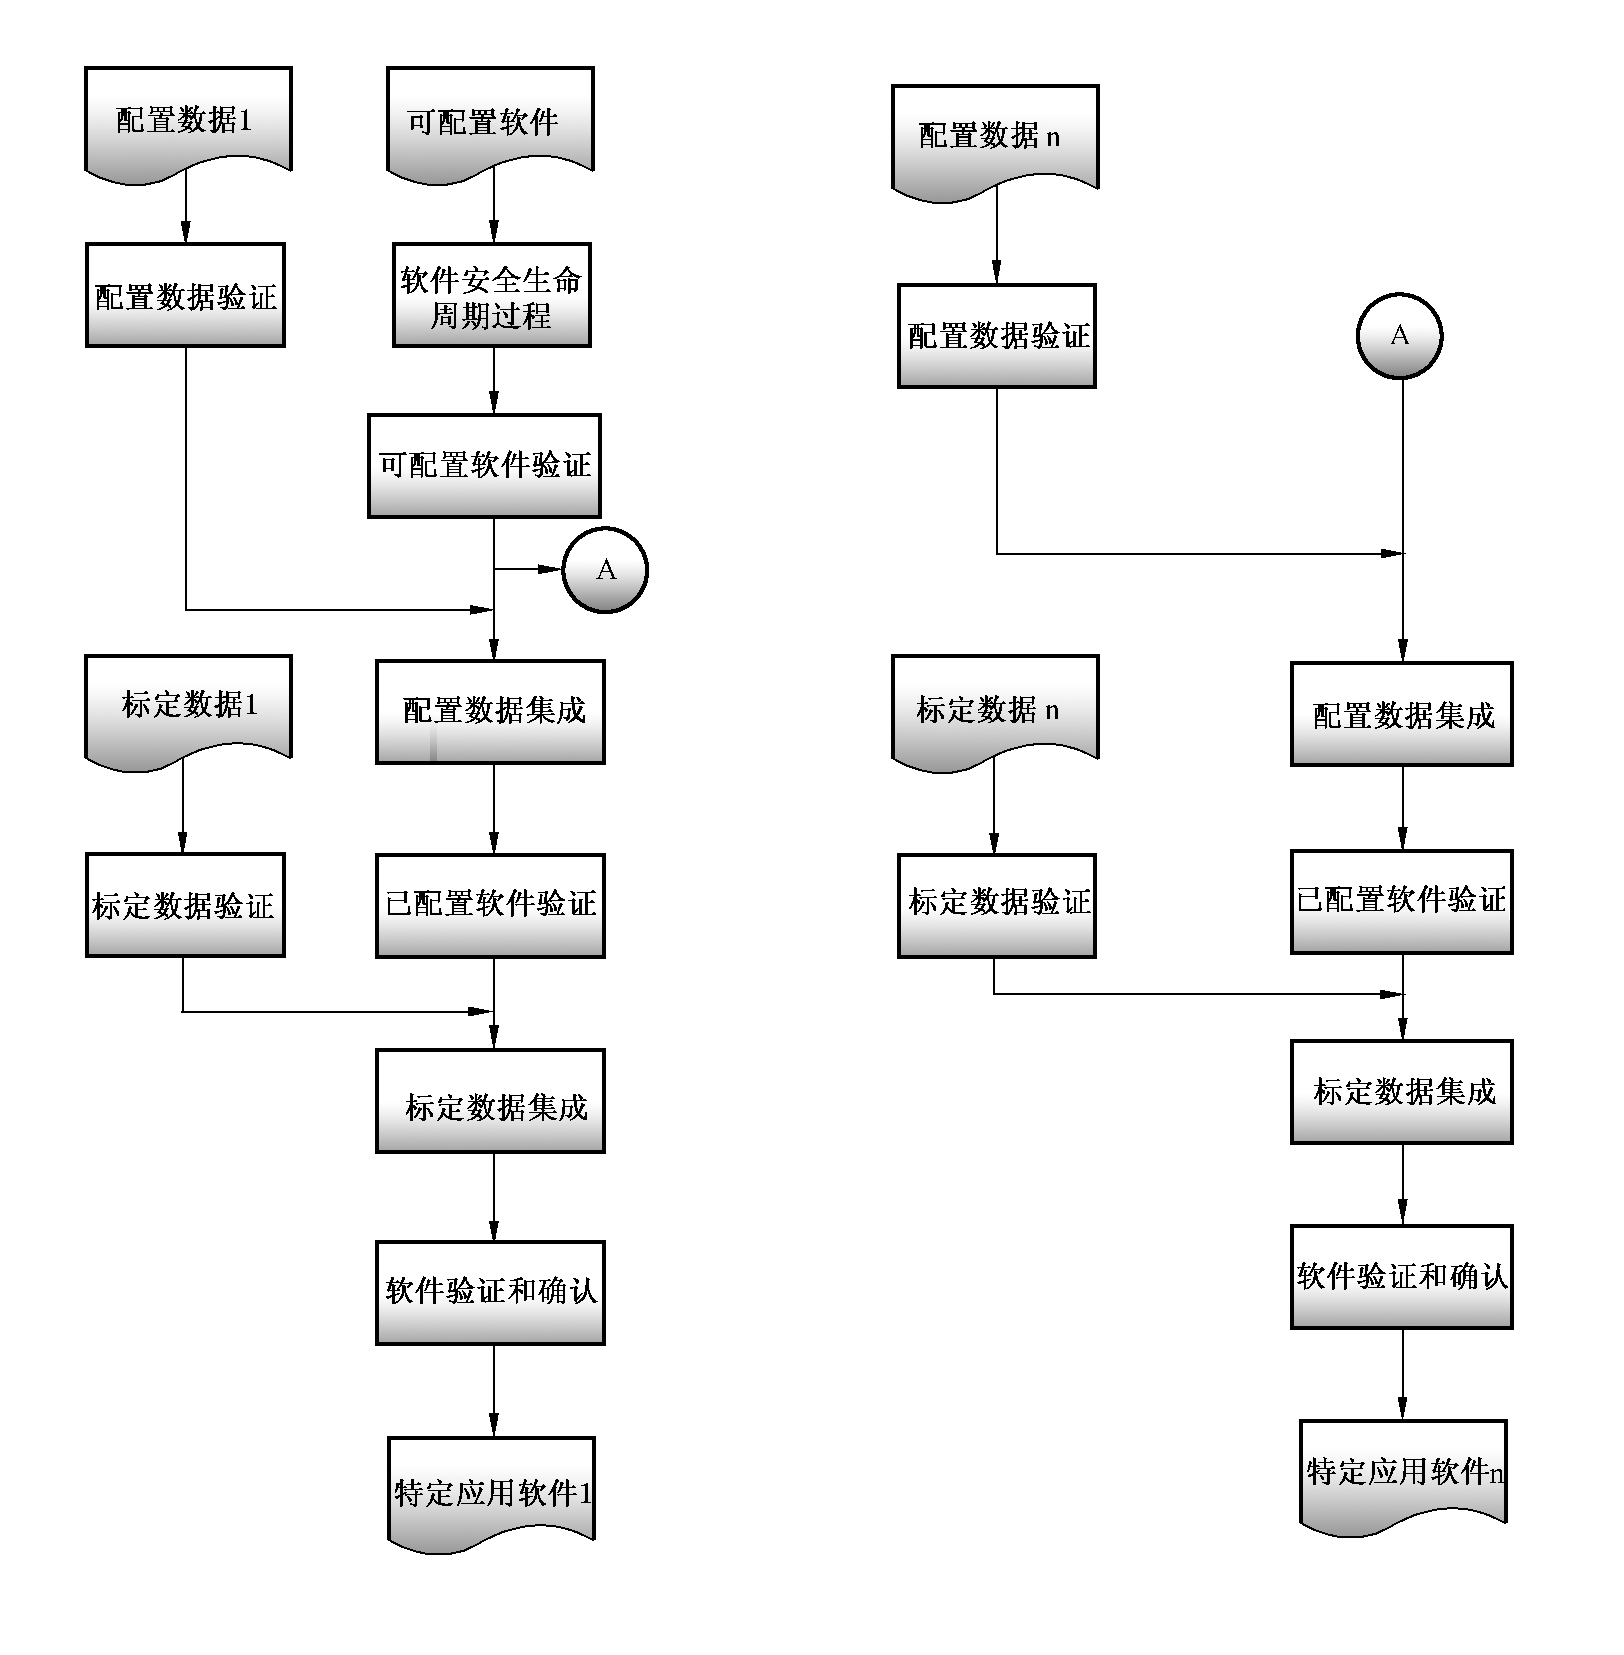 配置数据1
可配置软件
配置数据验证
软件安全生命
周期过程
可配置软件验证
A
标定数据1
配置数据集成
标定数据验证
已配置软件验证
标定数据集成
软件验证和确认
特定应用软件1
配置数据 n
配置数据验证
A
标定数据 n
配置数据集成
标定数据验证
已配置软件验证
标定数据集成
软件验证和确认
特定应用软件n